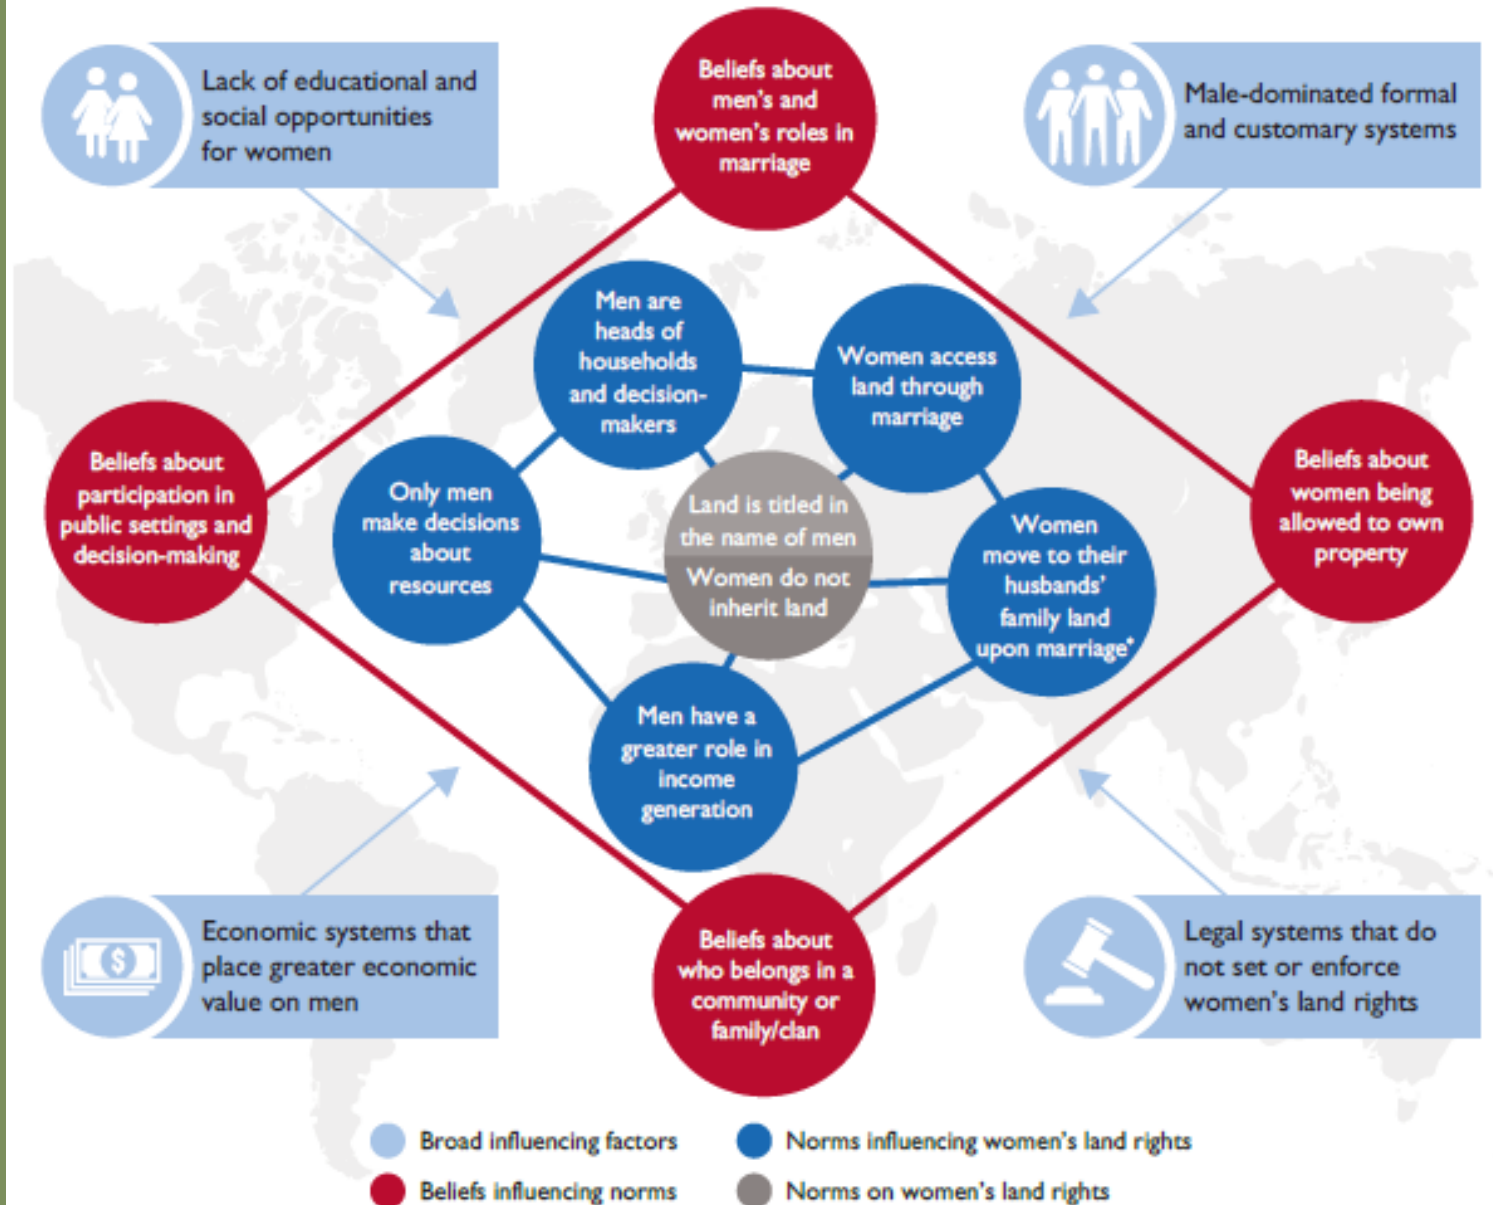 Lack of educational and
social opportunities
for women
Beliefs about
men's and
women's roles in
marriage
Male-dominated formal
and customary systems
Men are
heads of
households
and decision-
makers
Women access
land through
marriage
Beliefs about
participation in
public settings and
decision-making
Only men
make decisions
about
resources
Land is titled in
the name of men
Women do not
inherit land
Women
move to their
husbands'
family land
upon marriage*
Beliefs about
women being
allowed to own
property
Men have a
greater role in
income
generation
Economic systems that
place greater economic
value on men
Beliefs about
who belongs in a
community or
family/clan
Legal systems that do
not set or enforce
women's land rights
Broad influencing factors
Norms influencing women's land rights
Beliefs influencing norms
Norms on women's land rights